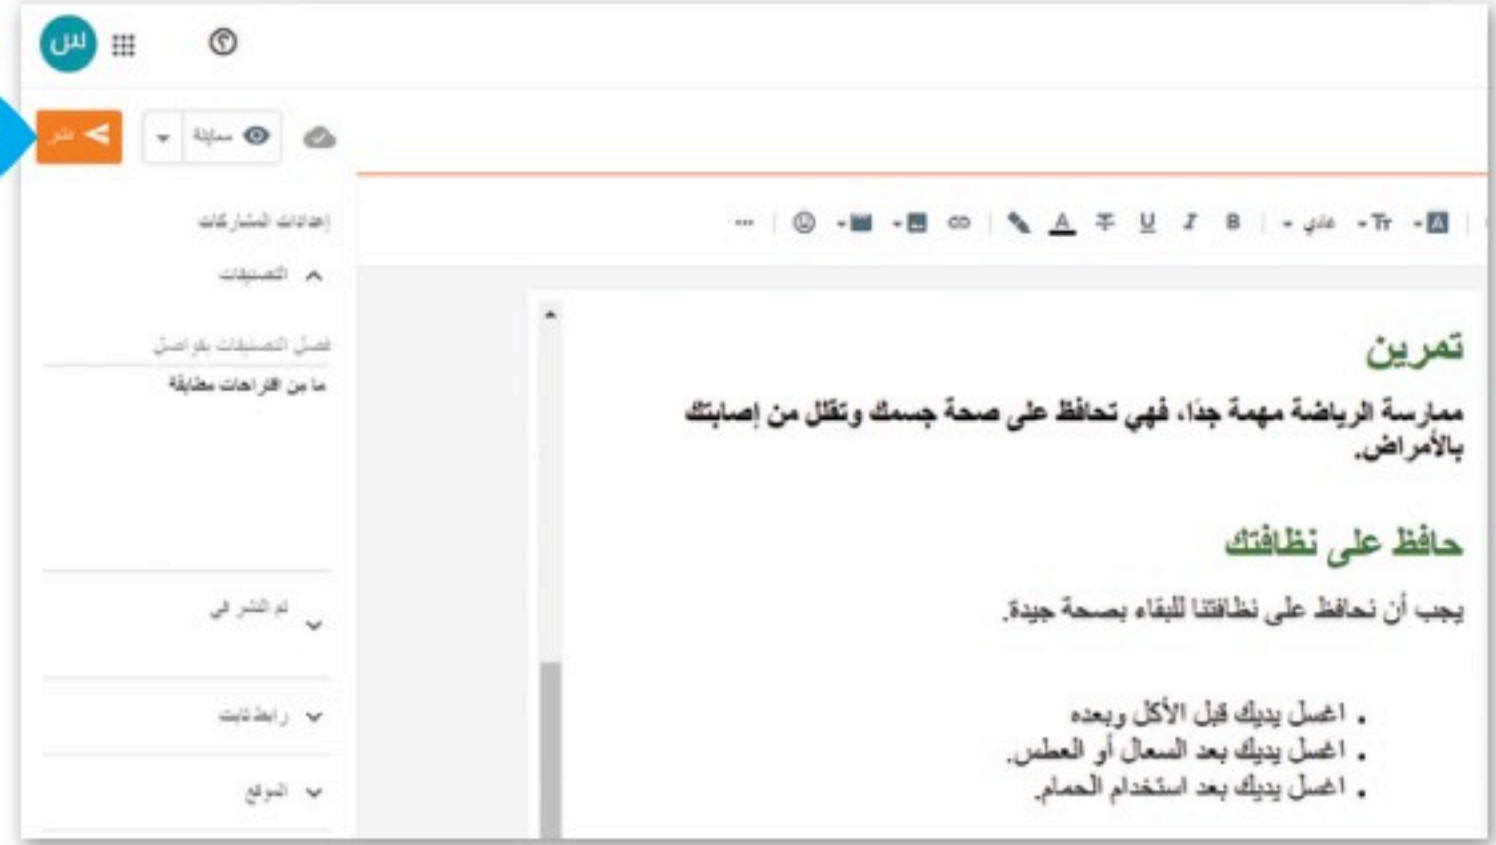 س
معاينة
نشر
إعدادات المشاركات
التصنيفات
فصل التصنيفات بفواصل
ما من اقتراحات مطابقة
تم النشر في
رابط ثابت
الموقع
عادي
تمرين
ممارسة الرياضة مهمة جدًا، فهي تحافظ على صحة جسمك وتقلل من إصابتك
بالأمراض.
حافظ على نظافتك
يجب أن نحافظ على نظافتنا للبقاء بصحة جيدة.
• اغسل يديك قبل الأكل وبعده
• اغسل يديك بعد السعال أو العطس.
• اغسل يديك بعد استخدام الحمام.